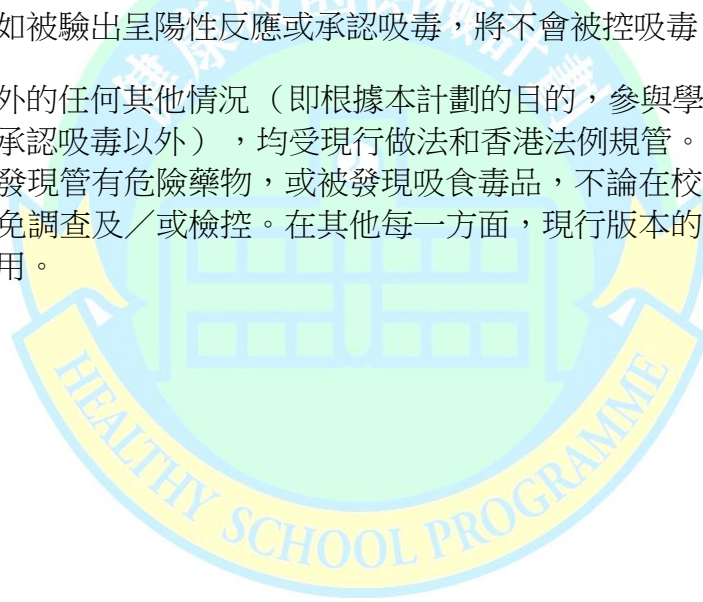 如被驗出呈陽性反應或承認吸毒，將不會被控吸毒
外的任何其他情況（即根據本計劃的目的，參與學
承認吸毒以外），均受現行做法和香港法例規管。
發現管有危險藥物，或被發現吸食毒品，不論在校
免調查及／或檢控。在其他每一方面，現行版本的
用。
HEALTHY SCHOOL PROGRAMME